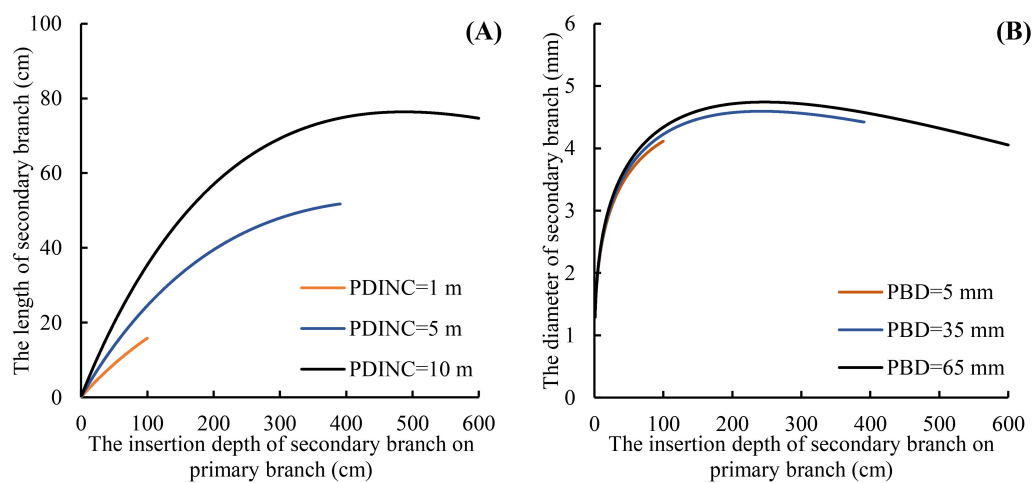 (A)
The length of secondary branch (cm)
100
80
60
40
20
0
PDINC=1 m
PDINC=5 m
PDINC=10 m
0 100 200 300 400 500 600
The insertion depth of secondary branch on
primary branch (cm)
(B)
The diameter of secondary branch (mm)
6
5
4
3
2
1
0
PBD=5 mm
PBD=35 mm
PBD=65 mm
0 100 200 300 400 500 600
The insertion depth of secondary branch on
primary branch (cm)